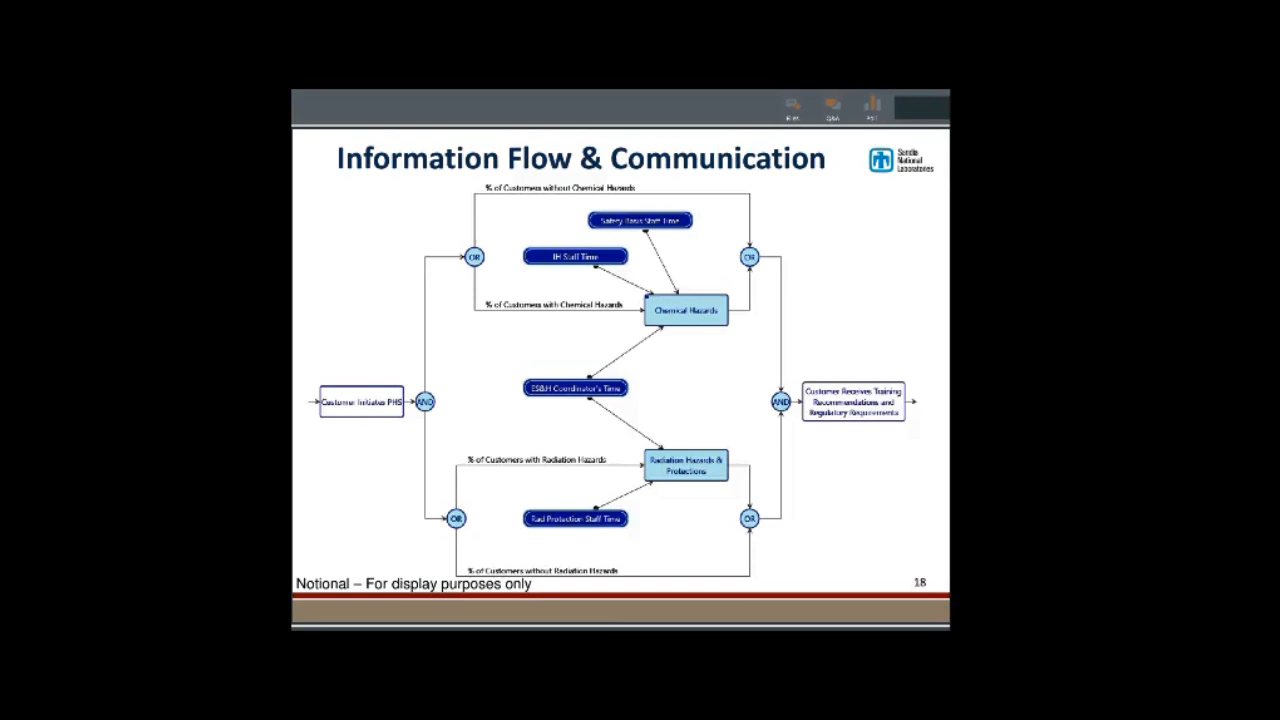 Q&A
Information Flow & Communication
Sandia
National
Laboratories
% of Customers without Chemical Hazards
Safety Basis Staff Time
OR
IH Staff Time
OR
% of Customers with Chemical Hazards
Chemical Hazards
ES&H Coordinator's Time
Customer Initiates PHS
AND
AND
Customer Receives Training
Recommendations and
Regulatory Requirements
% of Customers with Radiation Hazards
Radiation Hazards &
Protections
OR
Rad Protection Staff Time
OR
% of Customers without Radiation Hazards
Notional – For display purposes only
18